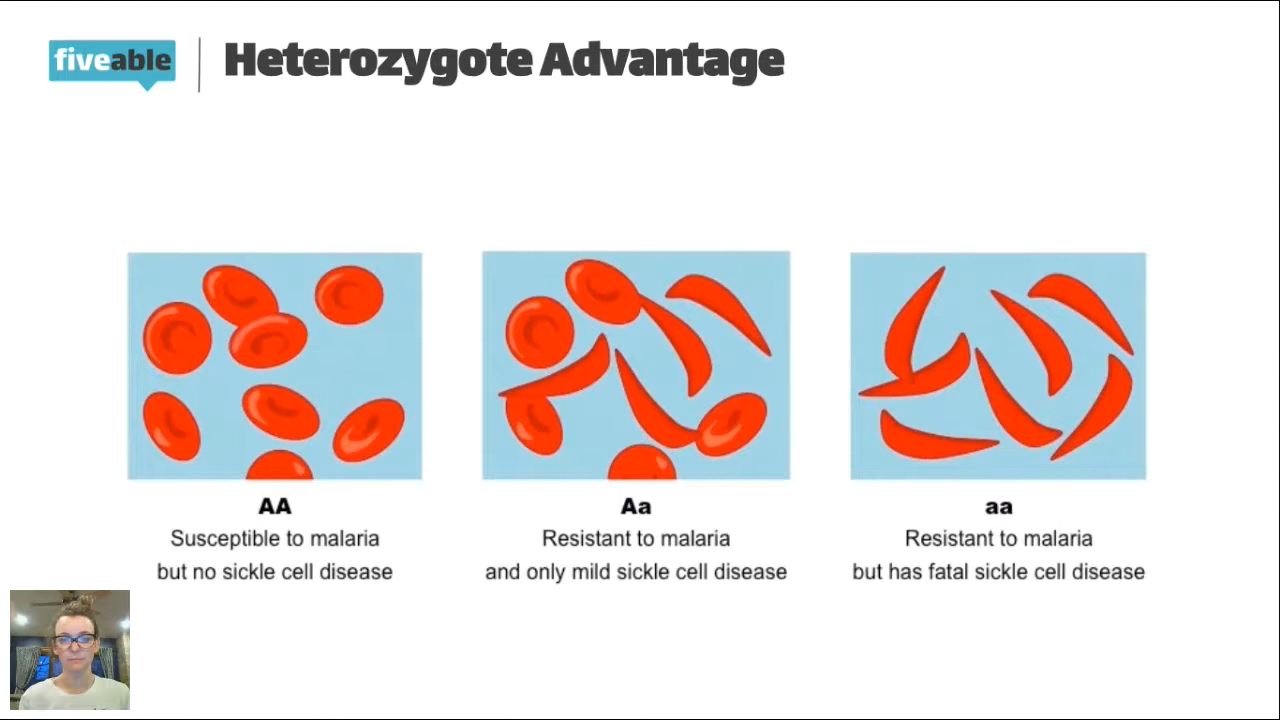 fiveable
Heterozygote Advantage
AA
Susceptible to malaria
but no sickle cell disease
Aa
Resistant to malaria
and only mild sickle cell disease
aa
Resistant to malaria
but has fatal sickle cell disease